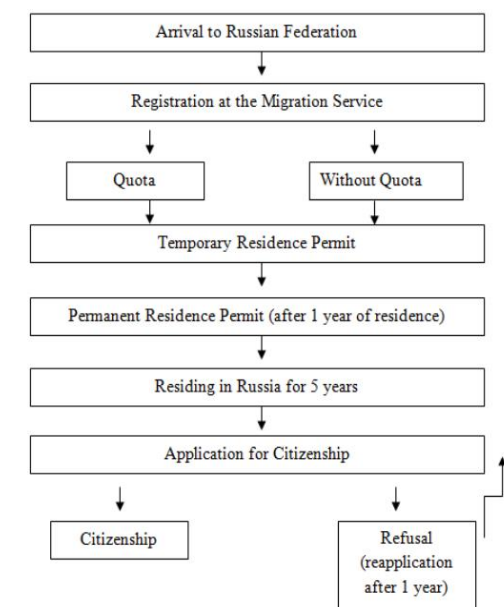 Arrival to Russian Federation
Registration at the Migration Service
Quota
Without Quota
Temporary Residence Permit
Permanent Residence Permit (after 1 year of residence)
Residing in Russia for 5 years
Application for Citizenship
Citizenship
Refusal
(reapplication
after 1 year)